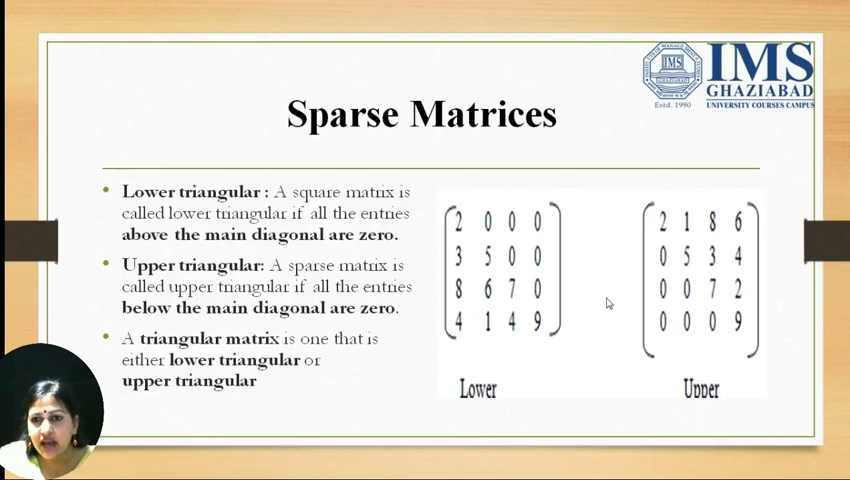 IMS
GHAZIABAD
UNIVERSITY COURSES CAMPUS
IMS
Estd. 1990
Sparse Matrices
• Lower triangular : A square matrix is
called lower triangular if all the entries
above the main diagonal are zero.
• Upper triangular: A sparse matrix is
called upper triangular if all the entries
below the main diagonal are zero.
• A triangular matrix is one that is
either lower triangular or
upper triangular
2 0 0 0
3 5 0 0
8 6 7 0
4 1 4 9
Lower
2 1 8 6
0 5 3 4
0 0 7 2
0 0 0 9
Upper